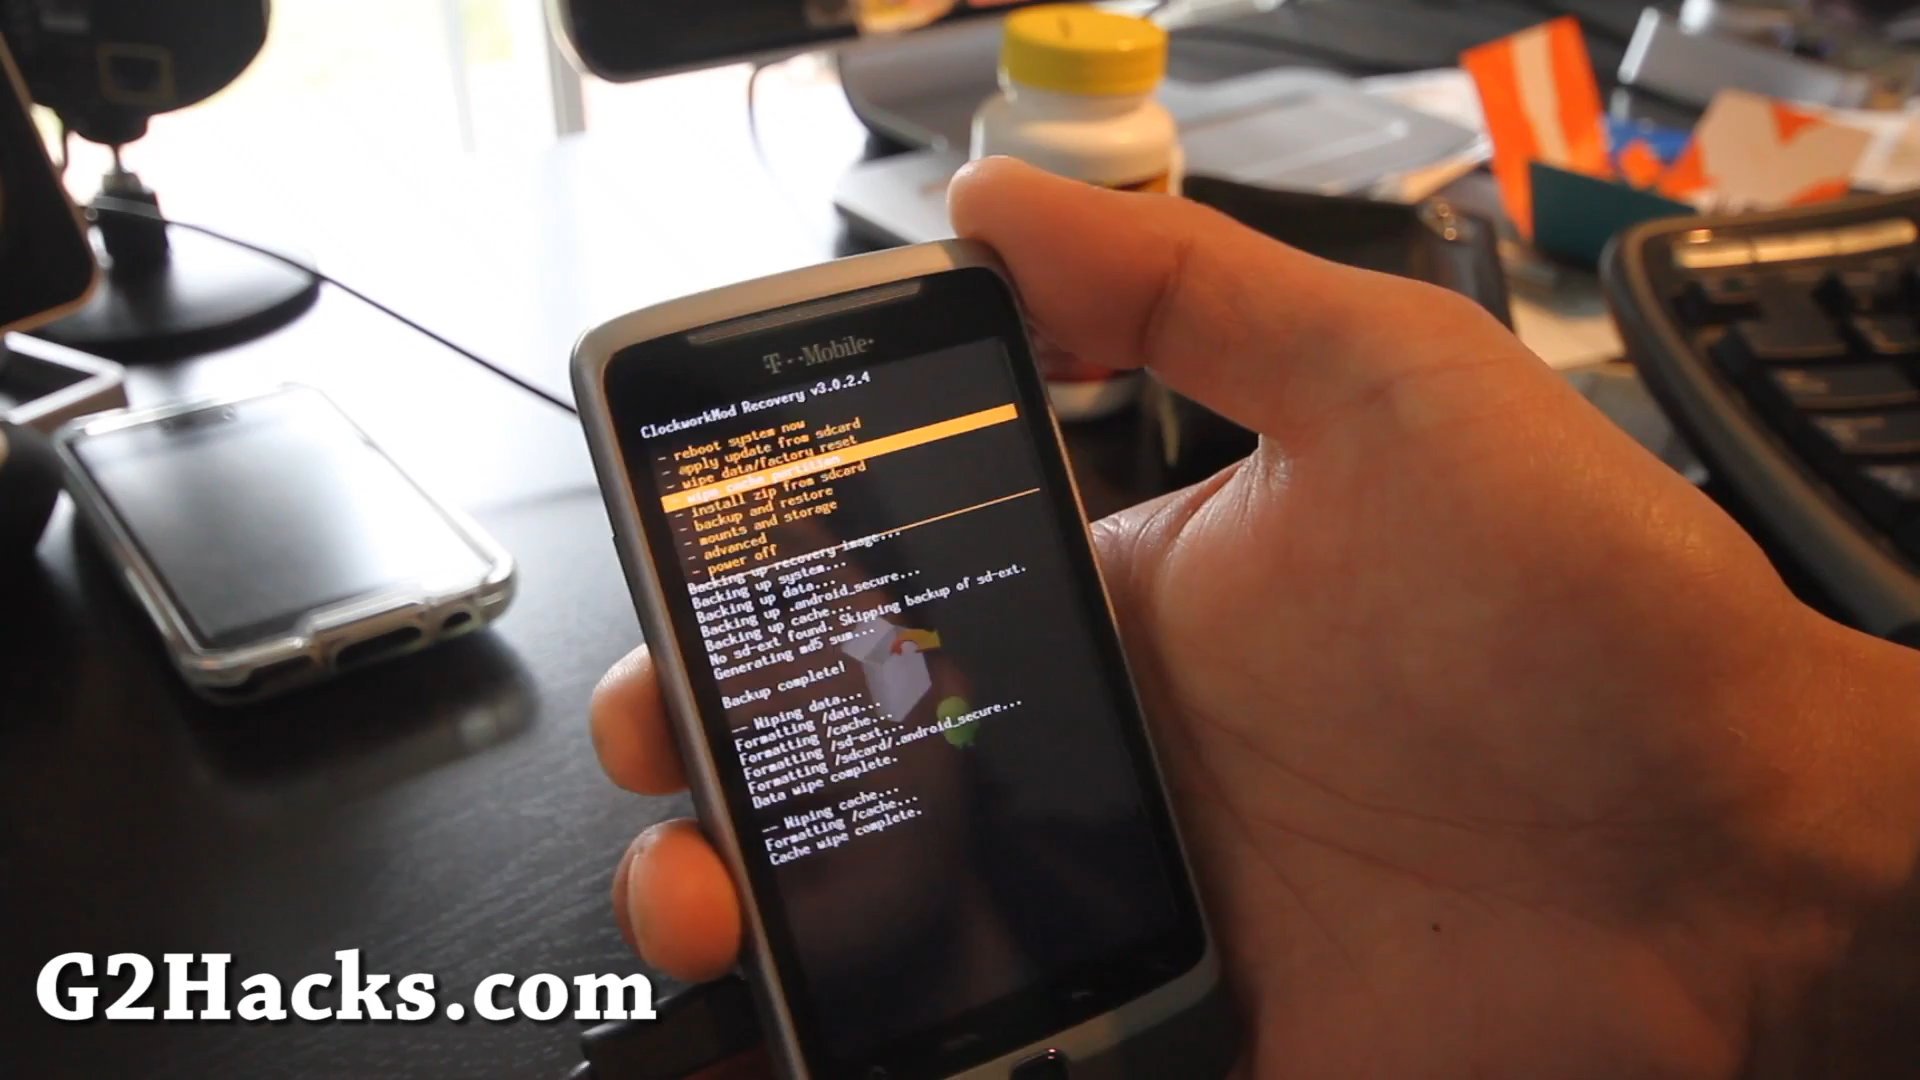 T··Mobile·
ClockworkMod Recovery v3.0.2.4
- reboot system now
- apply update from sdcard
- wipe data/factory reset
- wipe cache partition
- install zip from sdcard
- backup and restore
- mounts and storage
- advanced
- power off
Backing up recovery image...
Backing up system...
Backing up data...
Backing up .android_secure...
Backing up cache...
No sd-ext found. Skipping backup of sd-ext.
Generating md5 sum...
Backup complete!
-- Wiping data...
Formatting /data...
Formatting /cache...
Formatting /sd-ext...
Formatting /sdcard/.android_secure...
Data wipe complete.
-- Wiping cache...
Formatting /cache...
Cache wipe complete.
G2Hacks.com